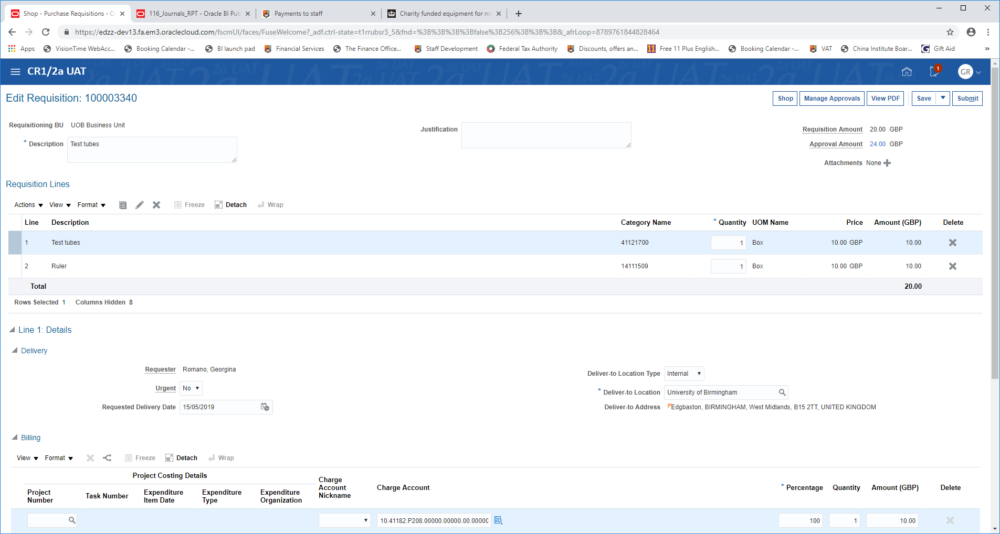 Shop - Purchase Requisitions - O
116_Journals_RPT - Oracle BI Pub
Payments to staff
Charity funded equipment for me
https://edzz-dev13.fa.em3.oraclecloud.com/fscmUI/faces/FuseWelcome?_adf.ctrl-state=t1rrubsr3_5&fnd=%3B%3B%3B%3Bfalse%3B256%3B%3B%3B&_afrLoop=8789761844828464
Apps VisionTime WebAcc... Booking Calendar -... BI launch pad Financial Services The Finance Office... Staff Development Federal Tax Authority Discounts, offers an... Free 11 Plus English... Booking Calendar -... VAT China Institute Boar... Gift Aid »
CR1/2a UAT
1
GR
Edit Requisition: 100003340
Shop Manage Approvals View PDF Save Submit
Requisitioning BU UOB Business Unit
* Description Test tubes
Justification
Requisition Amount 20.00 GBP
Approval Amount 24.00 GBP
Attachments None
Requisition Lines
Actions View Format Freeze Detach Wrap
Line Description Category Name * Quantity UOM Name Price Amount (GBP) Delete
1 Test tubes 41121700 1 Box 10.00 GBP 10.00
2 Ruler 14111509 1 Box 10.00 GBP 10.00
Total 20.00
Rows Selected 1 Columns Hidden 8
Line 1: Details
Delivery
Requester Romano, Georgina
Urgent No
Requested Delivery Date 15/05/2019
Deliver-to Location Type Internal
* Deliver-to Location University of Birmingham
Deliver-to Address Edgbaston, BIRMINGHAM, West Midlands, B15 2TT, UNITED KINGDOM
Billing
View Format Freeze Detach Wrap
Project Costing Details
Project Number
Task Number
Expenditure Item Date
Expenditure Type
Expenditure Organization
Charge Account Nickname
Charge Account
* Percentage Quantity Amount (GBP) Delete
10.41182.P208.00000.00000.00.00000 100 1 10.00